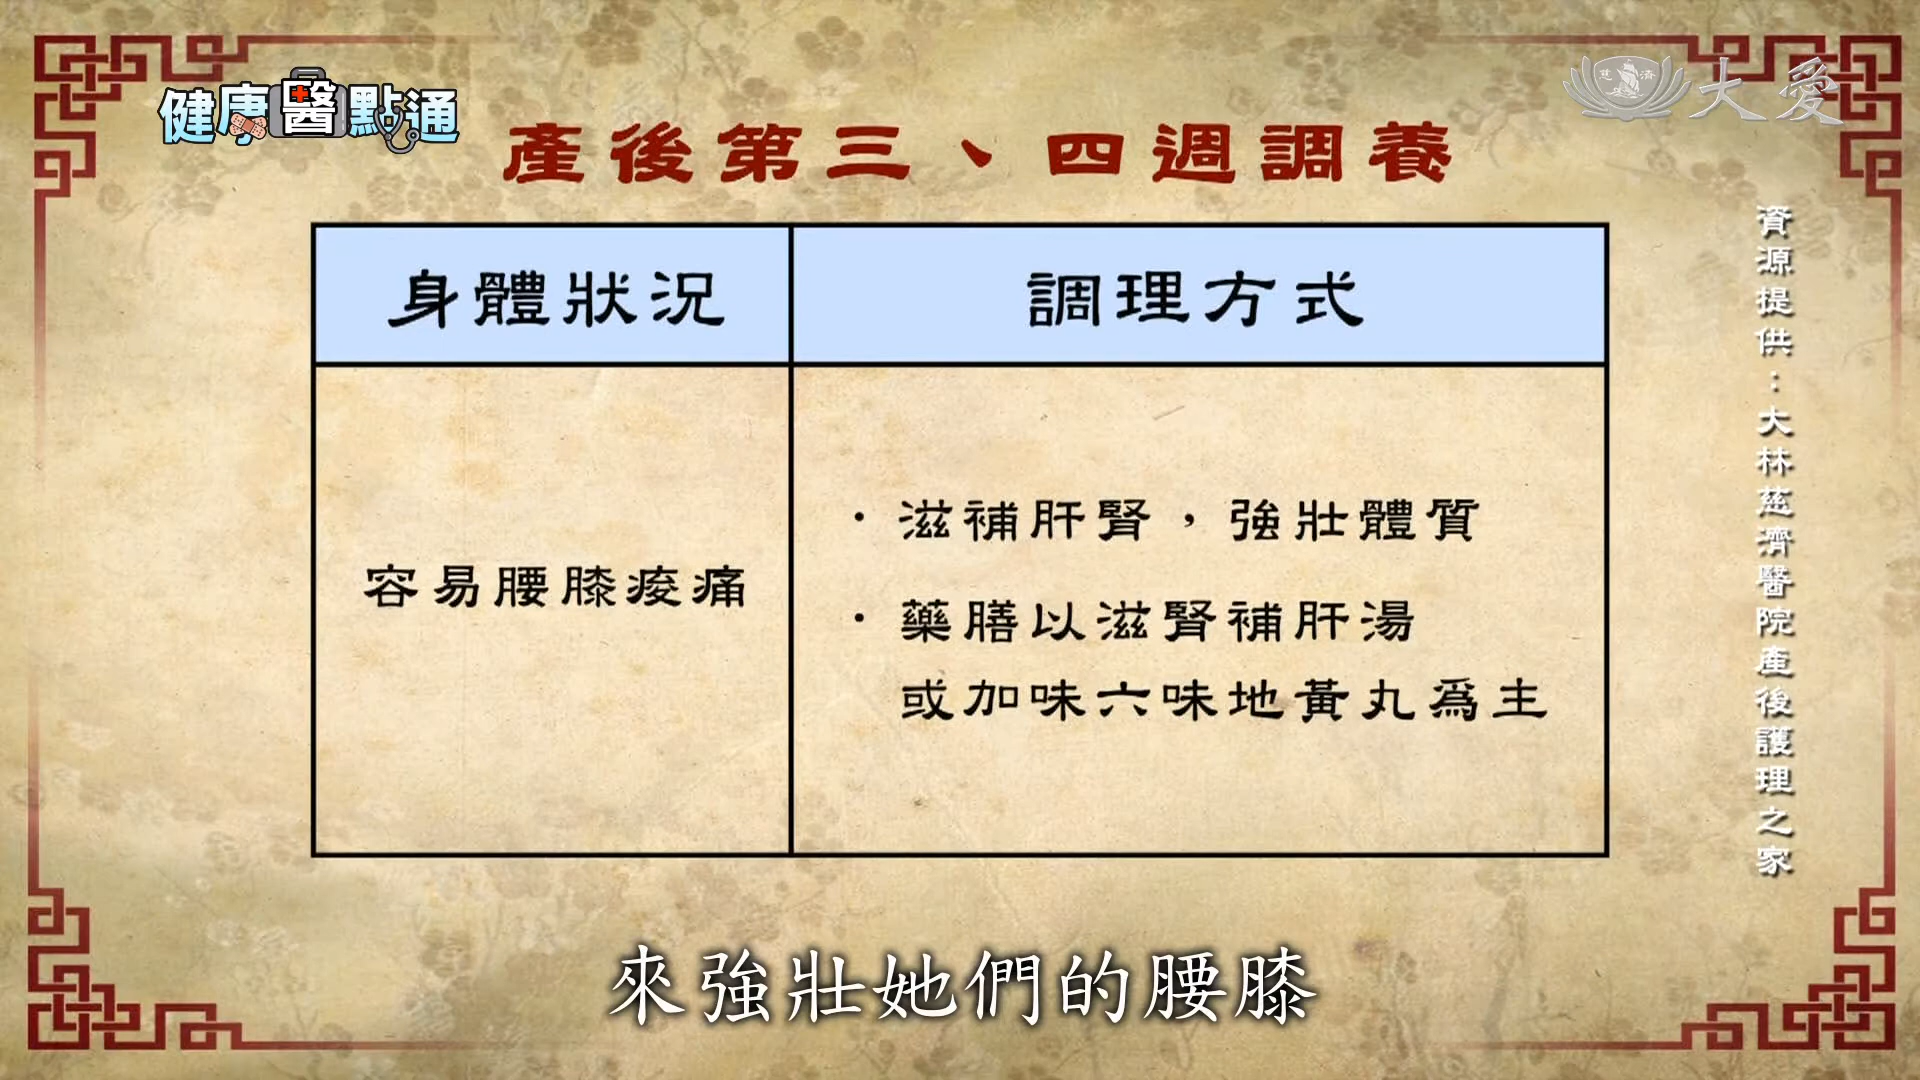 健康醫點通
大愛
慈濟
產後第三、四週調養
身體狀況
調理方式
容易腰膝痠痛
・滋補肝腎，強壯體質
・藥膳以滋腎補肝湯
或加味六味地黃丸為主
資源提供：大林慈濟醫院產後護理之家
來強壯她們的腰膝